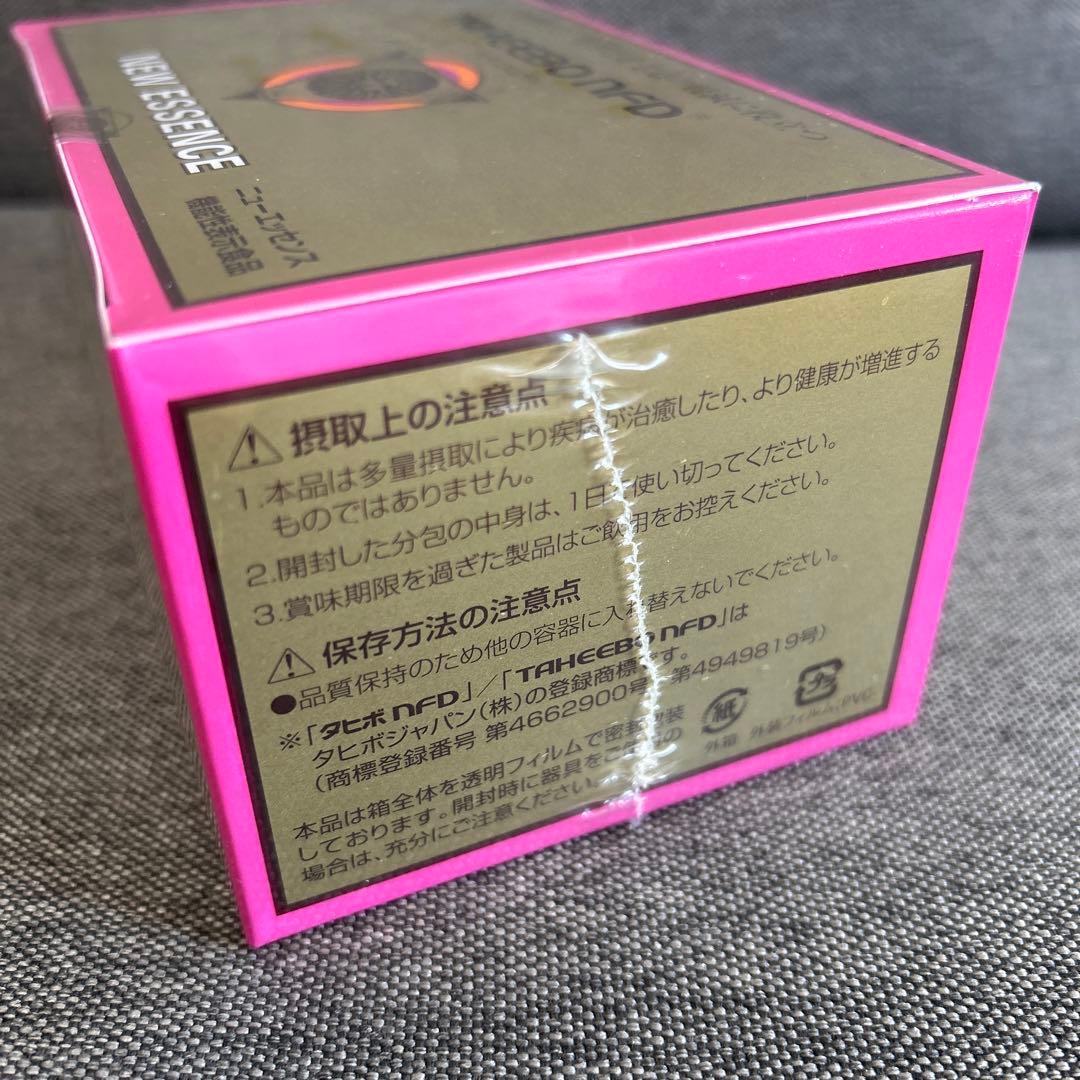 TAHEEBO NFD
NEW ESSENCE
ニューエッセンス
機能性表示食品
摂取上の注意点
1.本品は多量摂取により疾病が治癒したり、より健康が増進する
ものではありません。
2.開封した分包の中身は、1日で使い切ってください。
3.賞味期限を過ぎた製品はご飲用をお控えください。
保存方法の注意点
●品質保持のため他の容器に入れ替えないでください。
※「タヒボNFD」/「TAHEEBO NFD」は
タヒボジャパン(株)の登録商標です。
(商標登録番号 第4662900号、第4949819号)
紙
外箱
プラ
外装フィルム、PVC
本品は箱全体を透明フィルムで密封包装
しております。開封時に器具をご使用の
場合は、充分にご注意ください。